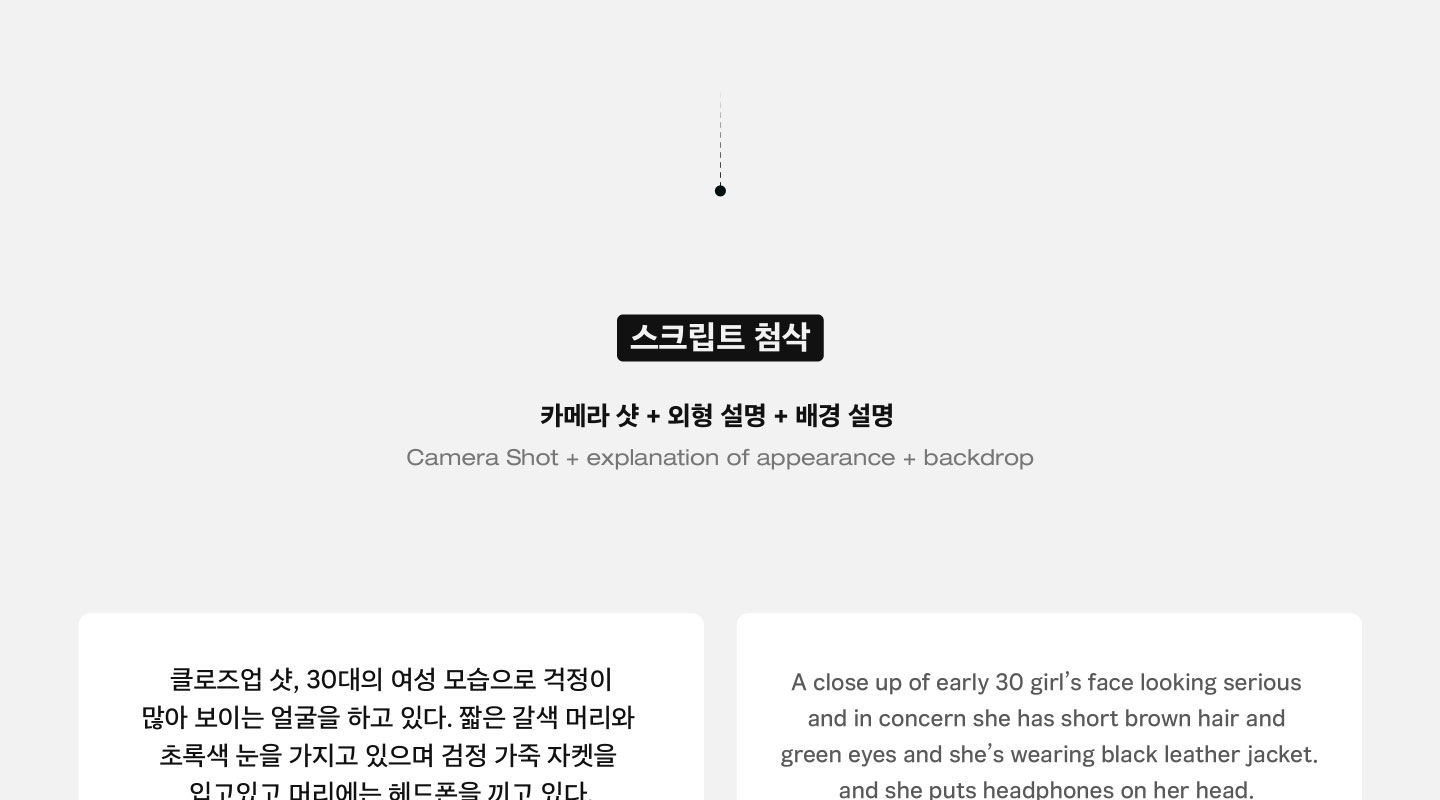 스크립트 첨삭
카메라 샷 + 외형 설명 + 배경 설명
Camera Shot + explanation of appearance + backdrop
클로즈업 샷, 30대의 여성 모습으로 걱정이
많아 보이는 얼굴을 하고 있다. 짧은 갈색 머리와
초록색 눈을 가지고 있으며 검정 가죽 자켓을
입고있고 머리에는 헤드폰을 끼고 있다.
A close up of early 30 girl’s face looking serious
and in concern she has short brown hair and
green eyes and she’s wearing black leather jacket.
and she puts headphones on her head.